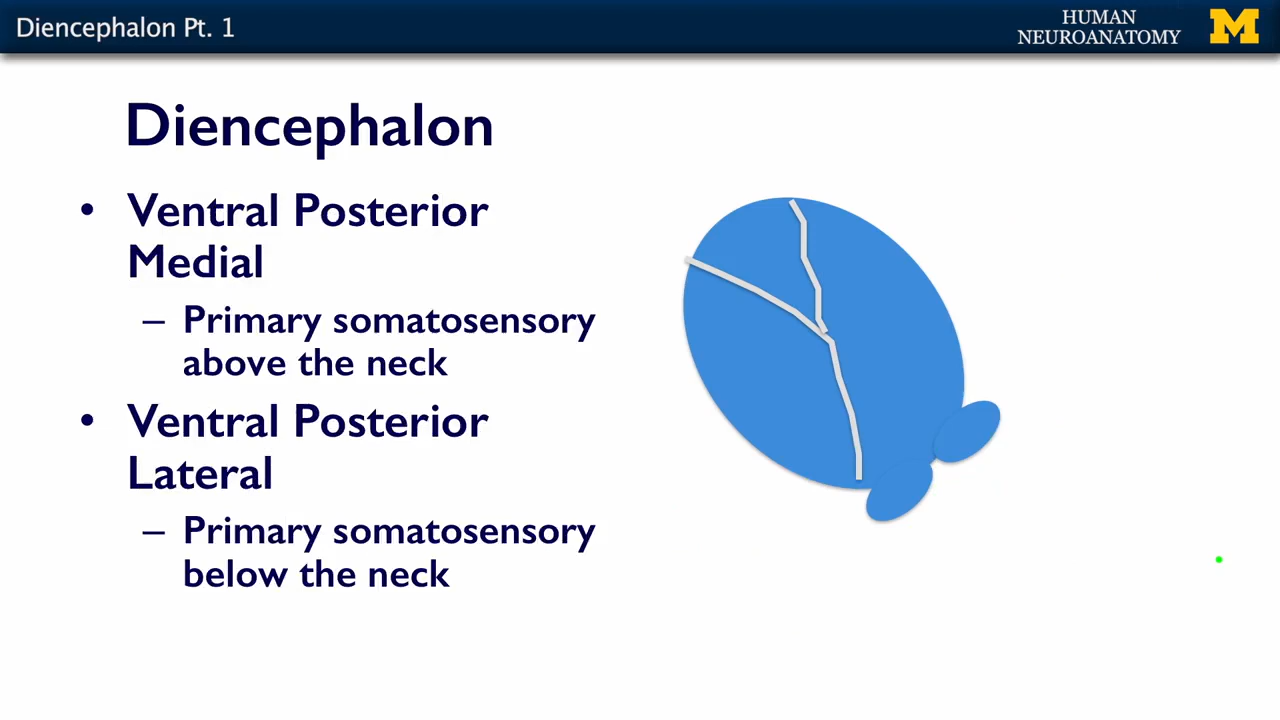 Diencephalon Pt. 1
HUMAN
NEUROANATOMY
M
Diencephalon
• Ventral Posterior
Medial
– Primary somatosensory
above the neck
• Ventral Posterior
Lateral
– Primary somatosensory
below the neck